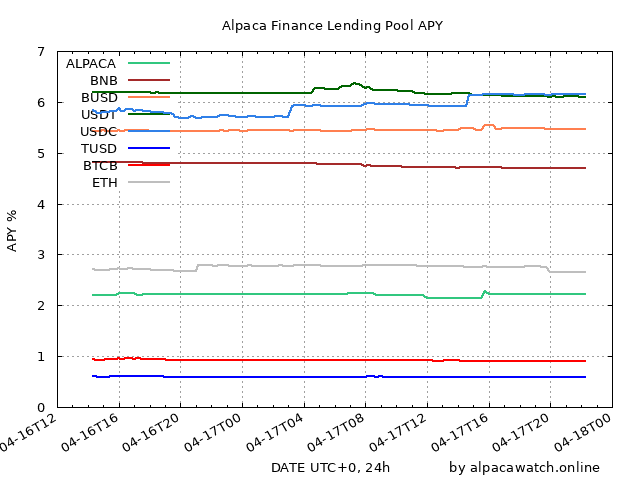 Alpaca Finance Lending Pool APY
7
6
5
4
3
2
1
0
APY %
ALPACA
BNB
BUSD
USDT
USDC
TUSD
BTCB
ETH
04-16T12
04-16T16
04-16T20
04-17T00
04-17T04
04-17T08
04-17T12
04-17T16
04-17T20
04-18T00
DATE UTC+0, 24h
by alpacawatch.online